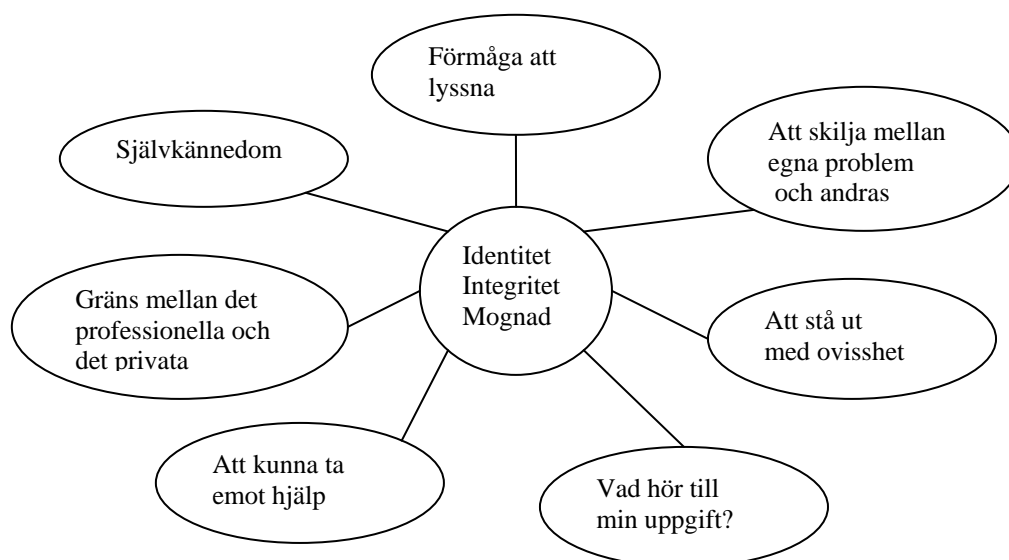 Förmåga att
lyssna
Självkännedom
Att skilja mellan
egna problem
och andras
Identitet
Integritet
Mognad
Gräns mellan det
professionella och
det privata
Att stå ut
med ovisshet
Att kunna ta
emot hjälp
Vad hör till
min uppgift?